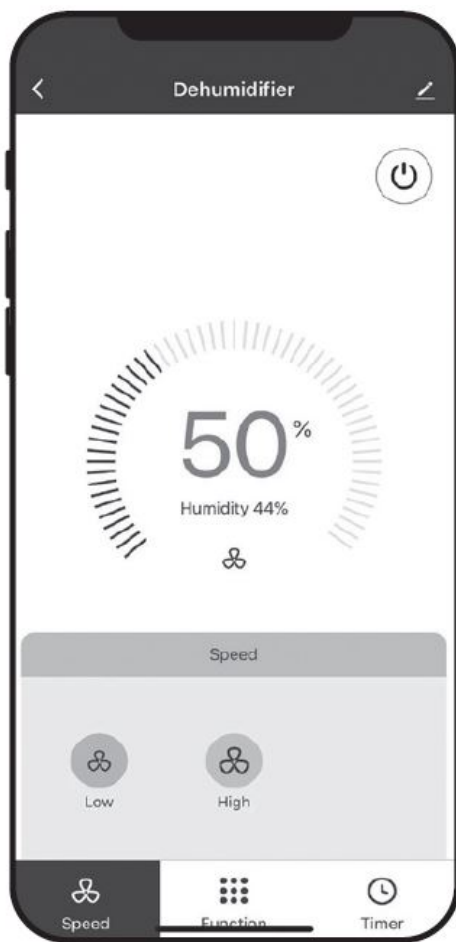 Dehumidifier
50%
Humidity 44%
Speed
Low
High
Speed
Function
Timer